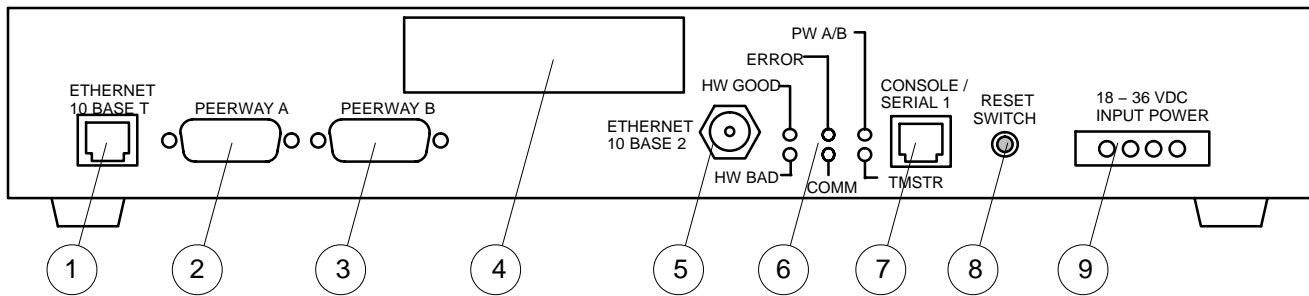 PW A/B
ERROR
HW GOOD
ETHERNET
10 BASE T
PEERWAY A
PEERWAY B
ETHERNET
10 BASE 2
HW BAD
COMM
TMSTR
CONSOLE /
SERIAL 1
RESET
SWITCH
18 – 36 VDC
INPUT POWER
1
2
3
4
5
6
7
8
9